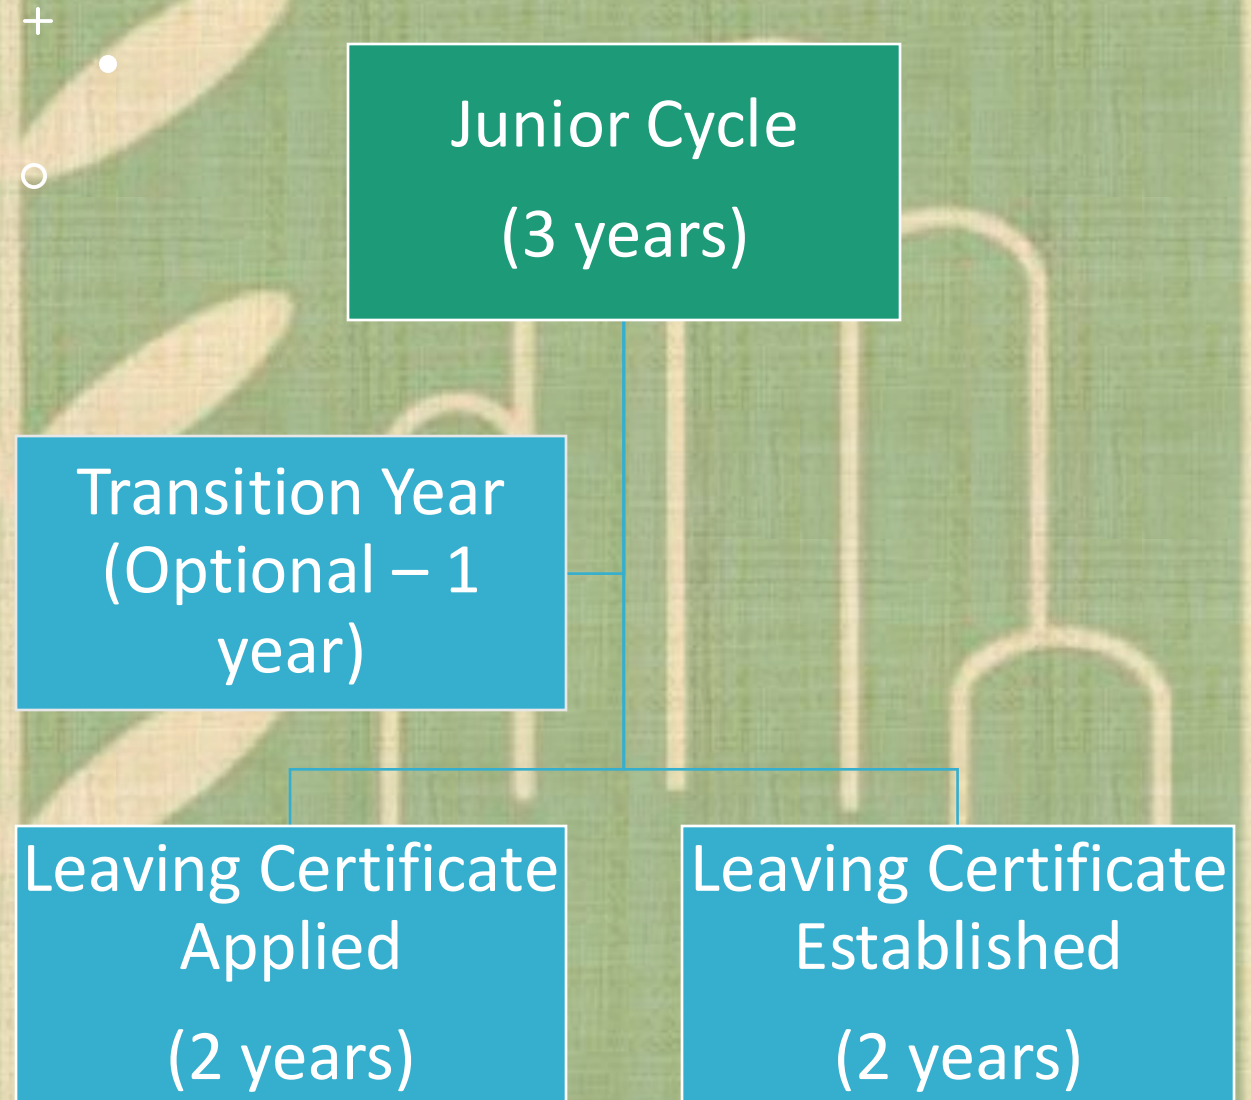 Junior Cycle
(3 years)
Transition Year
(Optional – 1
year)
Leaving Certificate
Applied
(2 years)
Leaving Certificate
Established
(2 years)